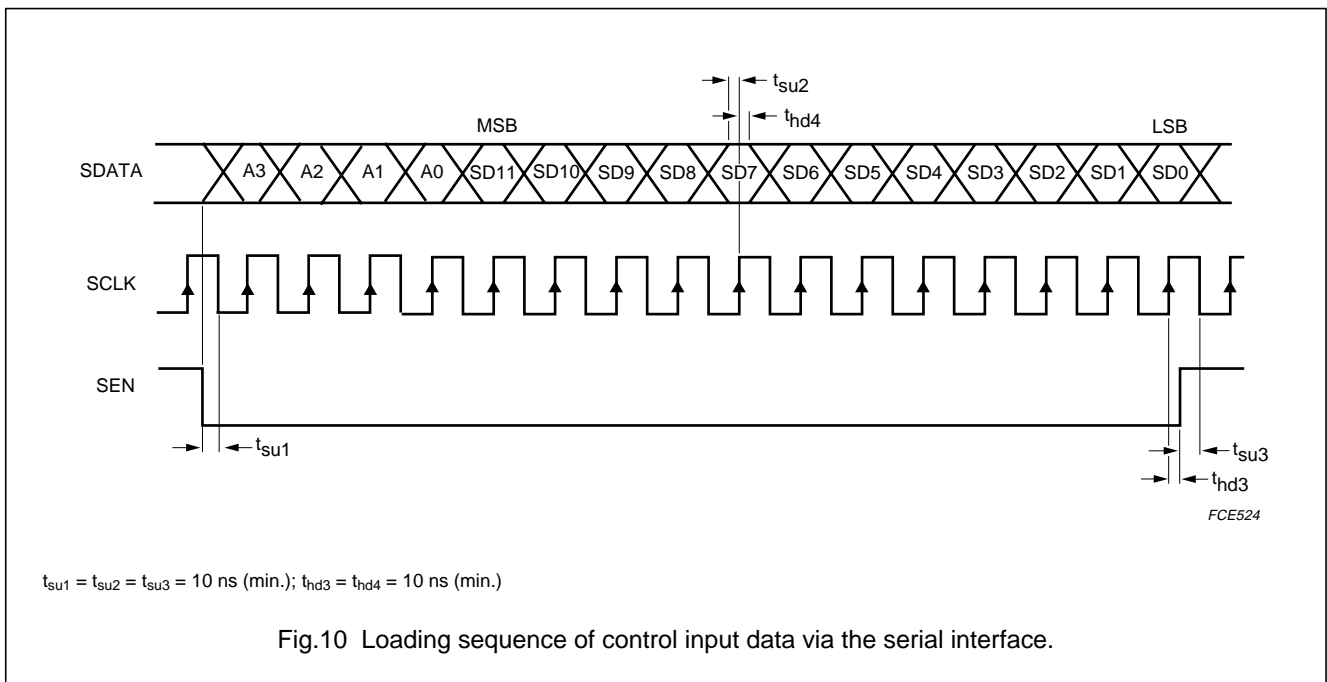 tsu2
thd4
MSB
LSB
SDATA
A3 A2 A1 A0 SD11 SD10 SD9 SD8 SD7 SD6 SD5 SD4 SD3 SD2 SD1 SD0
SCLK
SEN
tsu1
tsu3
thd3
FCE524
tsu1 = tsu2 = tsu3 = 10 ns (min.); thd3 = thd4 = 10 ns (min.)
Fig.10 Loading sequence of control input data via the serial interface.